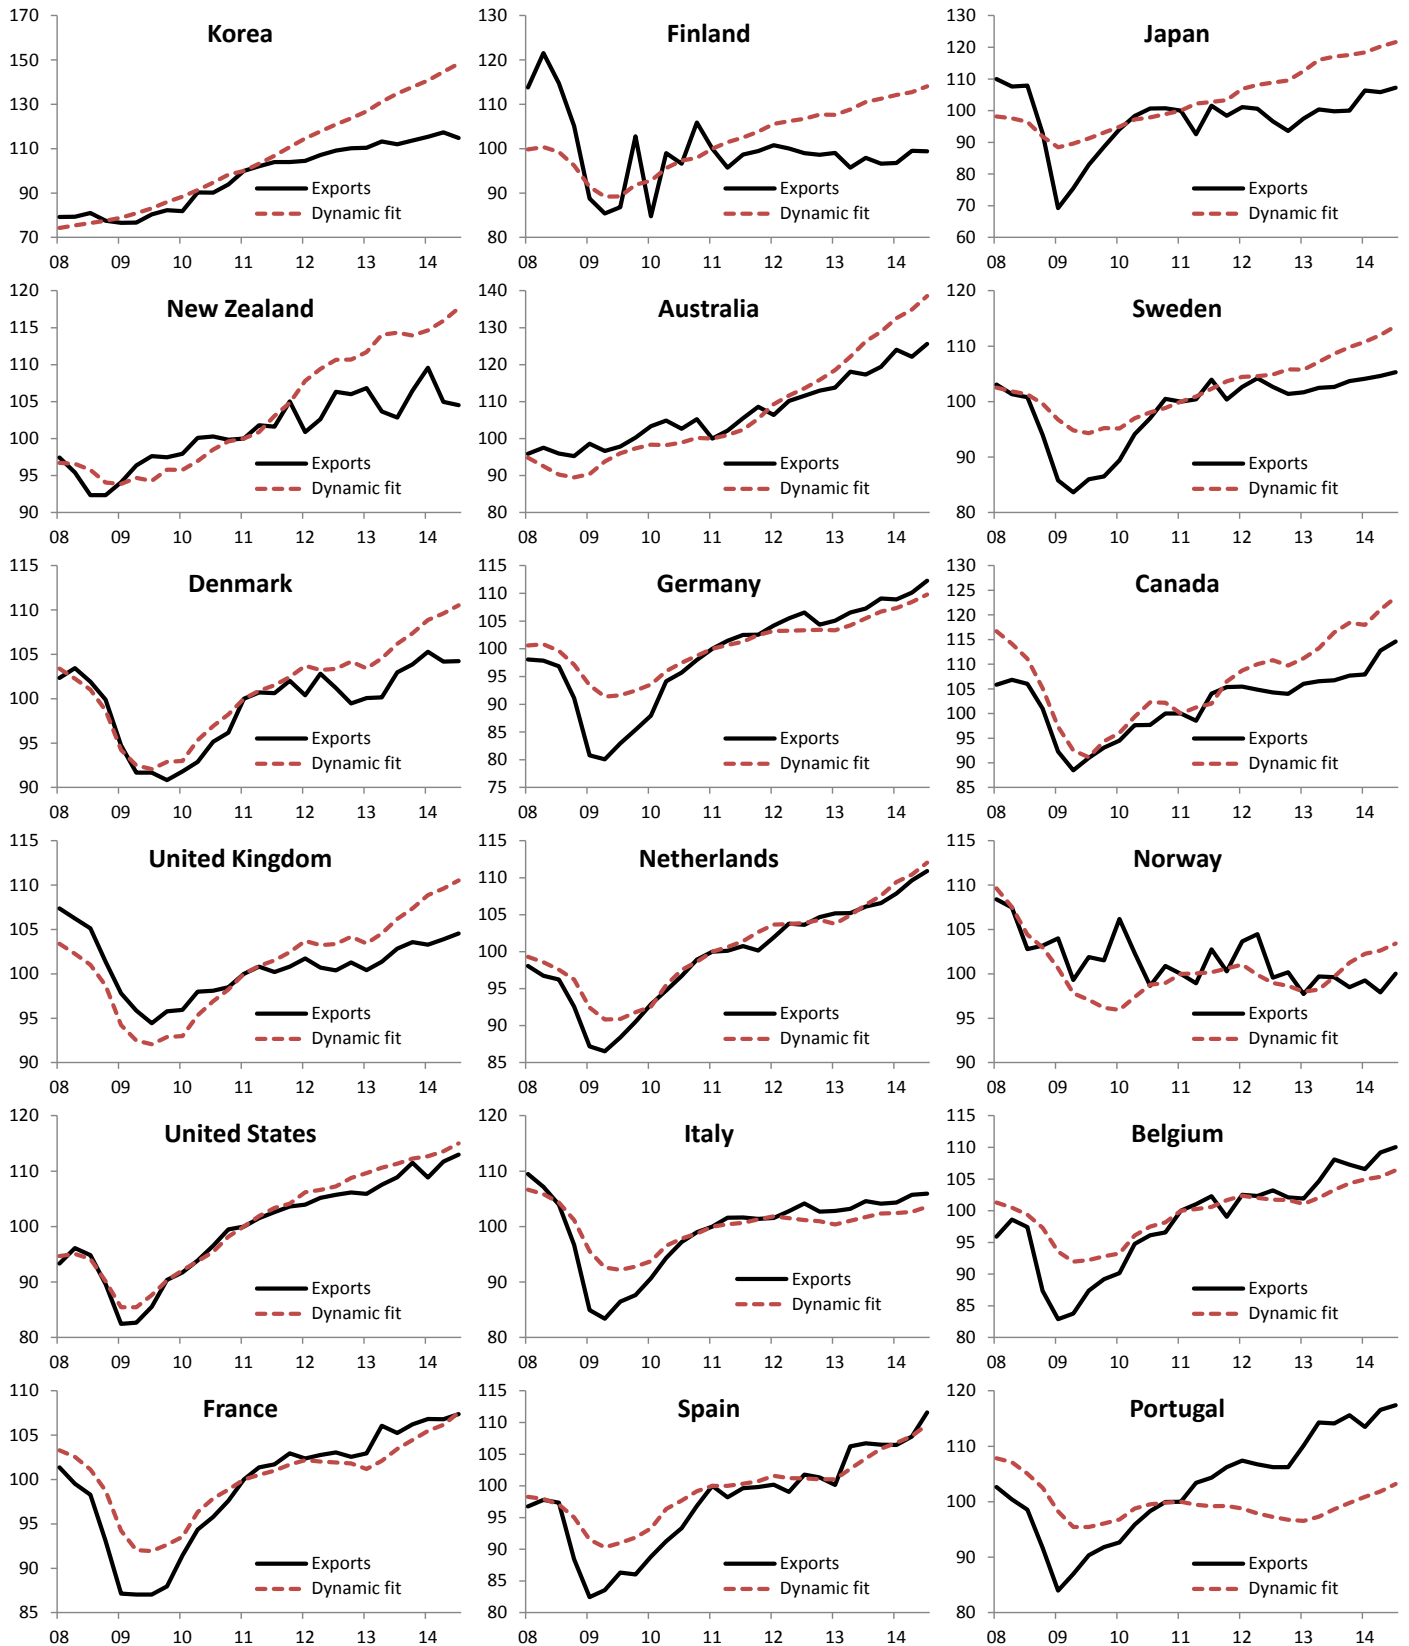 Korea
170
150
130
110
90
70
Exports
Dynamic fit
08 09 10 11 12 13 14
Finland
130
120
110
100
90
80
Exports
Dynamic fit
08 09 10 11 12 13 14
Japan
130
120
110
100
90
80
70
60
Exports
Dynamic fit
08 09 10 11 12 13 14
New Zealand
120
115
110
105
100
95
90
Exports
Dynamic fit
08 09 10 11 12 13 14
Australia
140
130
120
110
100
90
80
Exports
Dynamic fit
08 09 10 11 12 13 14
Sweden
120
110
100
90
80
Exports
Dynamic fit
08 09 10 11 12 13 14
Denmark
115
110
105
100
95
90
Exports
Dynamic fit
08 09 10 11 12 13 14
Germany
115
110
105
100
95
90
85
80
75
Exports
Dynamic fit
08 09 10 11 12 13 14
Canada
130
125
120
115
110
105
100
95
90
85
Exports
Dynamic fit
08 09 10 11 12 13 14
United Kingdom
115
110
105
100
95
90
Exports
Dynamic fit
08 09 10 11 12 13 14
Netherlands
115
110
105
100
95
90
85
Exports
Dynamic fit
08 09 10 11 12 13 14
Norway
115
110
105
100
95
90
Exports
Dynamic fit
08 09 10 11 12 13 14
United States
120
110
100
90
80
Exports
Dynamic fit
08 09 10 11 12 13 14
Italy
120
110
100
90
80
Exports
Dynamic fit
08 09 10 11 12 13 14
Belgium
115
110
105
100
95
90
85
80
Exports
Dynamic fit
08 09 10 11 12 13 14
France
110
105
100
95
90
85
Exports
Dynamic fit
08 09 10 11 12 13 14
Spain
115
110
105
100
95
90
85
80
Exports
Dynamic fit
08 09 10 11 12 13 14
Portugal
120
110
100
90
80
Exports
Dynamic fit
08 09 10 11 12 13 14